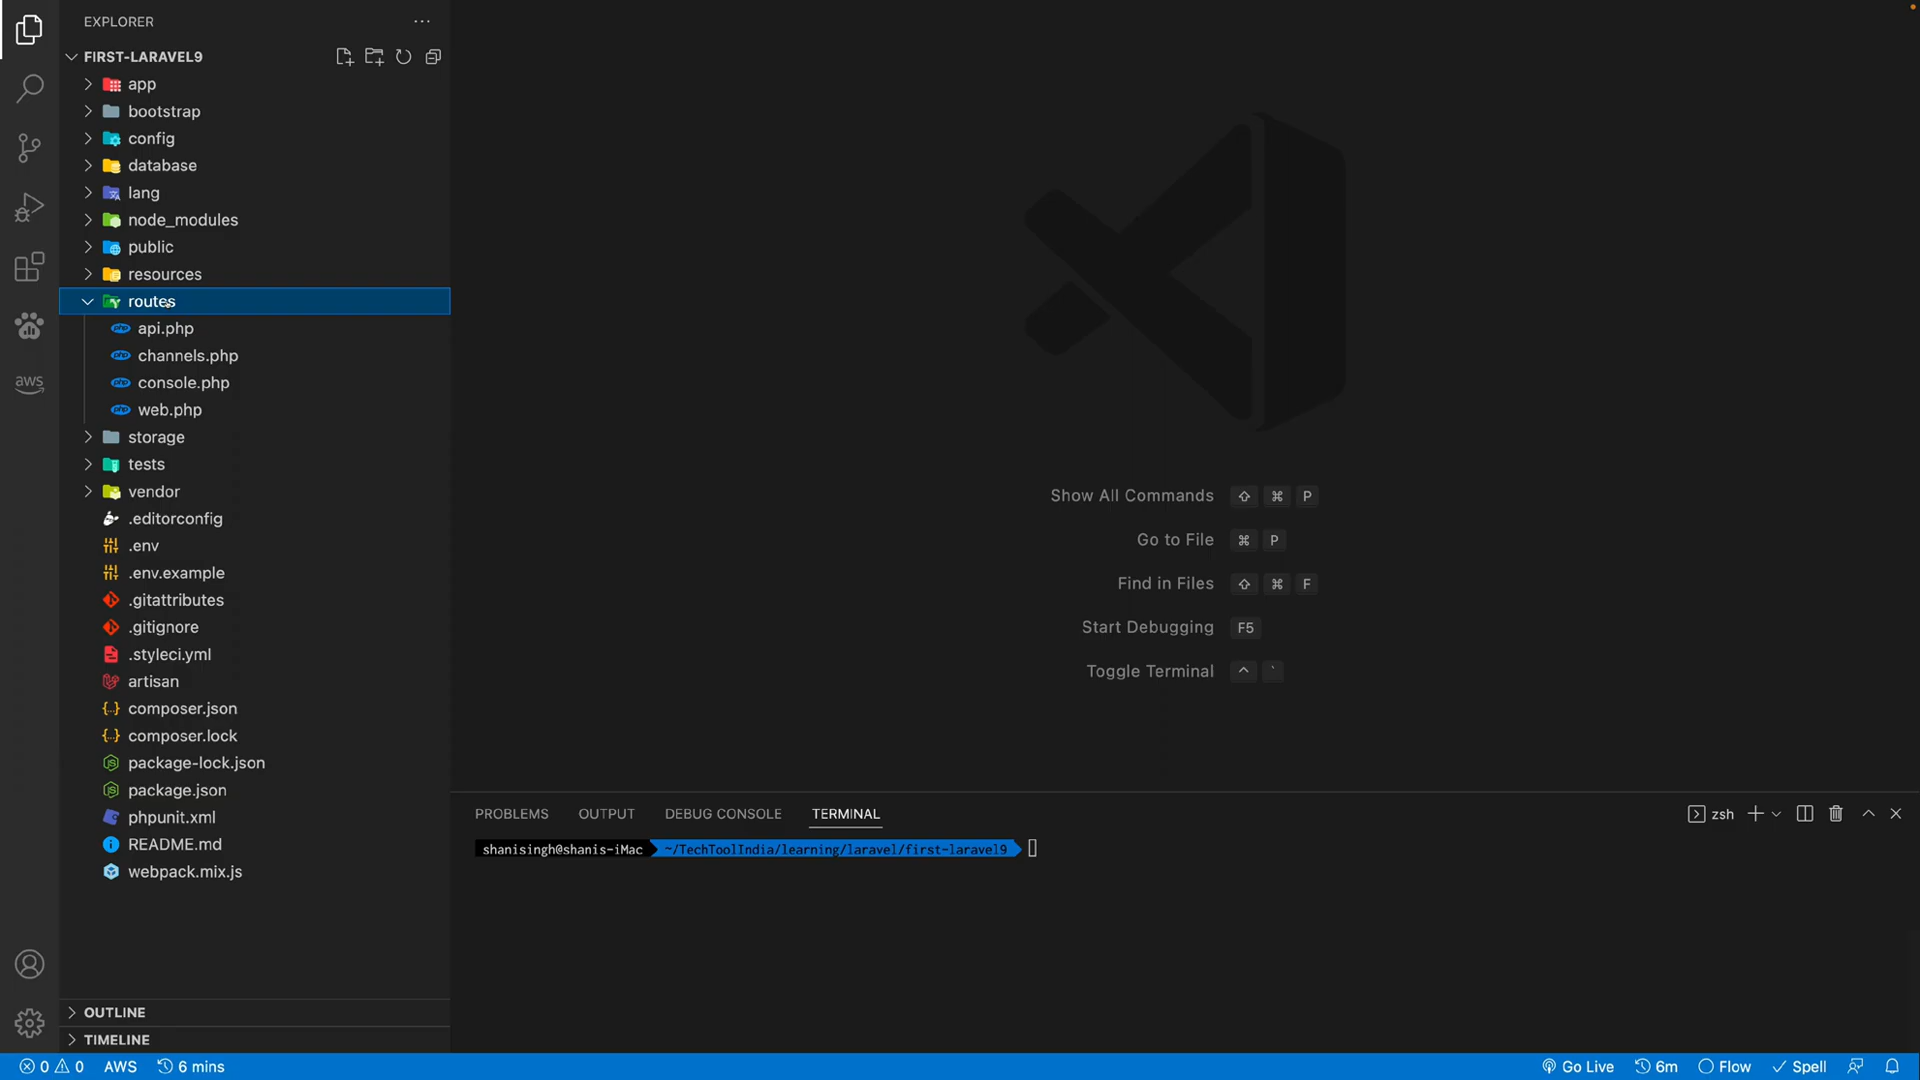 EXPLORER
FIRST-LARAVEL9
app
bootstrap
config
database
lang
node_modules
public
resources
routes
api.php
channels.php
console.php
web.php
storage
tests
vendor
.editorconfig
.env
.env.example
.gitattributes
.gitignore
.styleci.yml
artisan
composer.json
composer.lock
package-lock.json
package.json
phpunit.xml
README.md
webpack.mix.js
OUTLINE
TIMELINE
aws
Show All Commands ⇧ ⌘ P
Go to File ⌘ P
Find in Files ⇧ ⌘ F
Start Debugging F5
Toggle Terminal ^ `
PROBLEMS OUTPUT DEBUG CONSOLE TERMINAL zsh
shanisingh@shanis-iMac ~/TechToolIndia/learning/laravel/first-laravel9
0 0 AWS 6 mins Go Live 6m Flow Spell